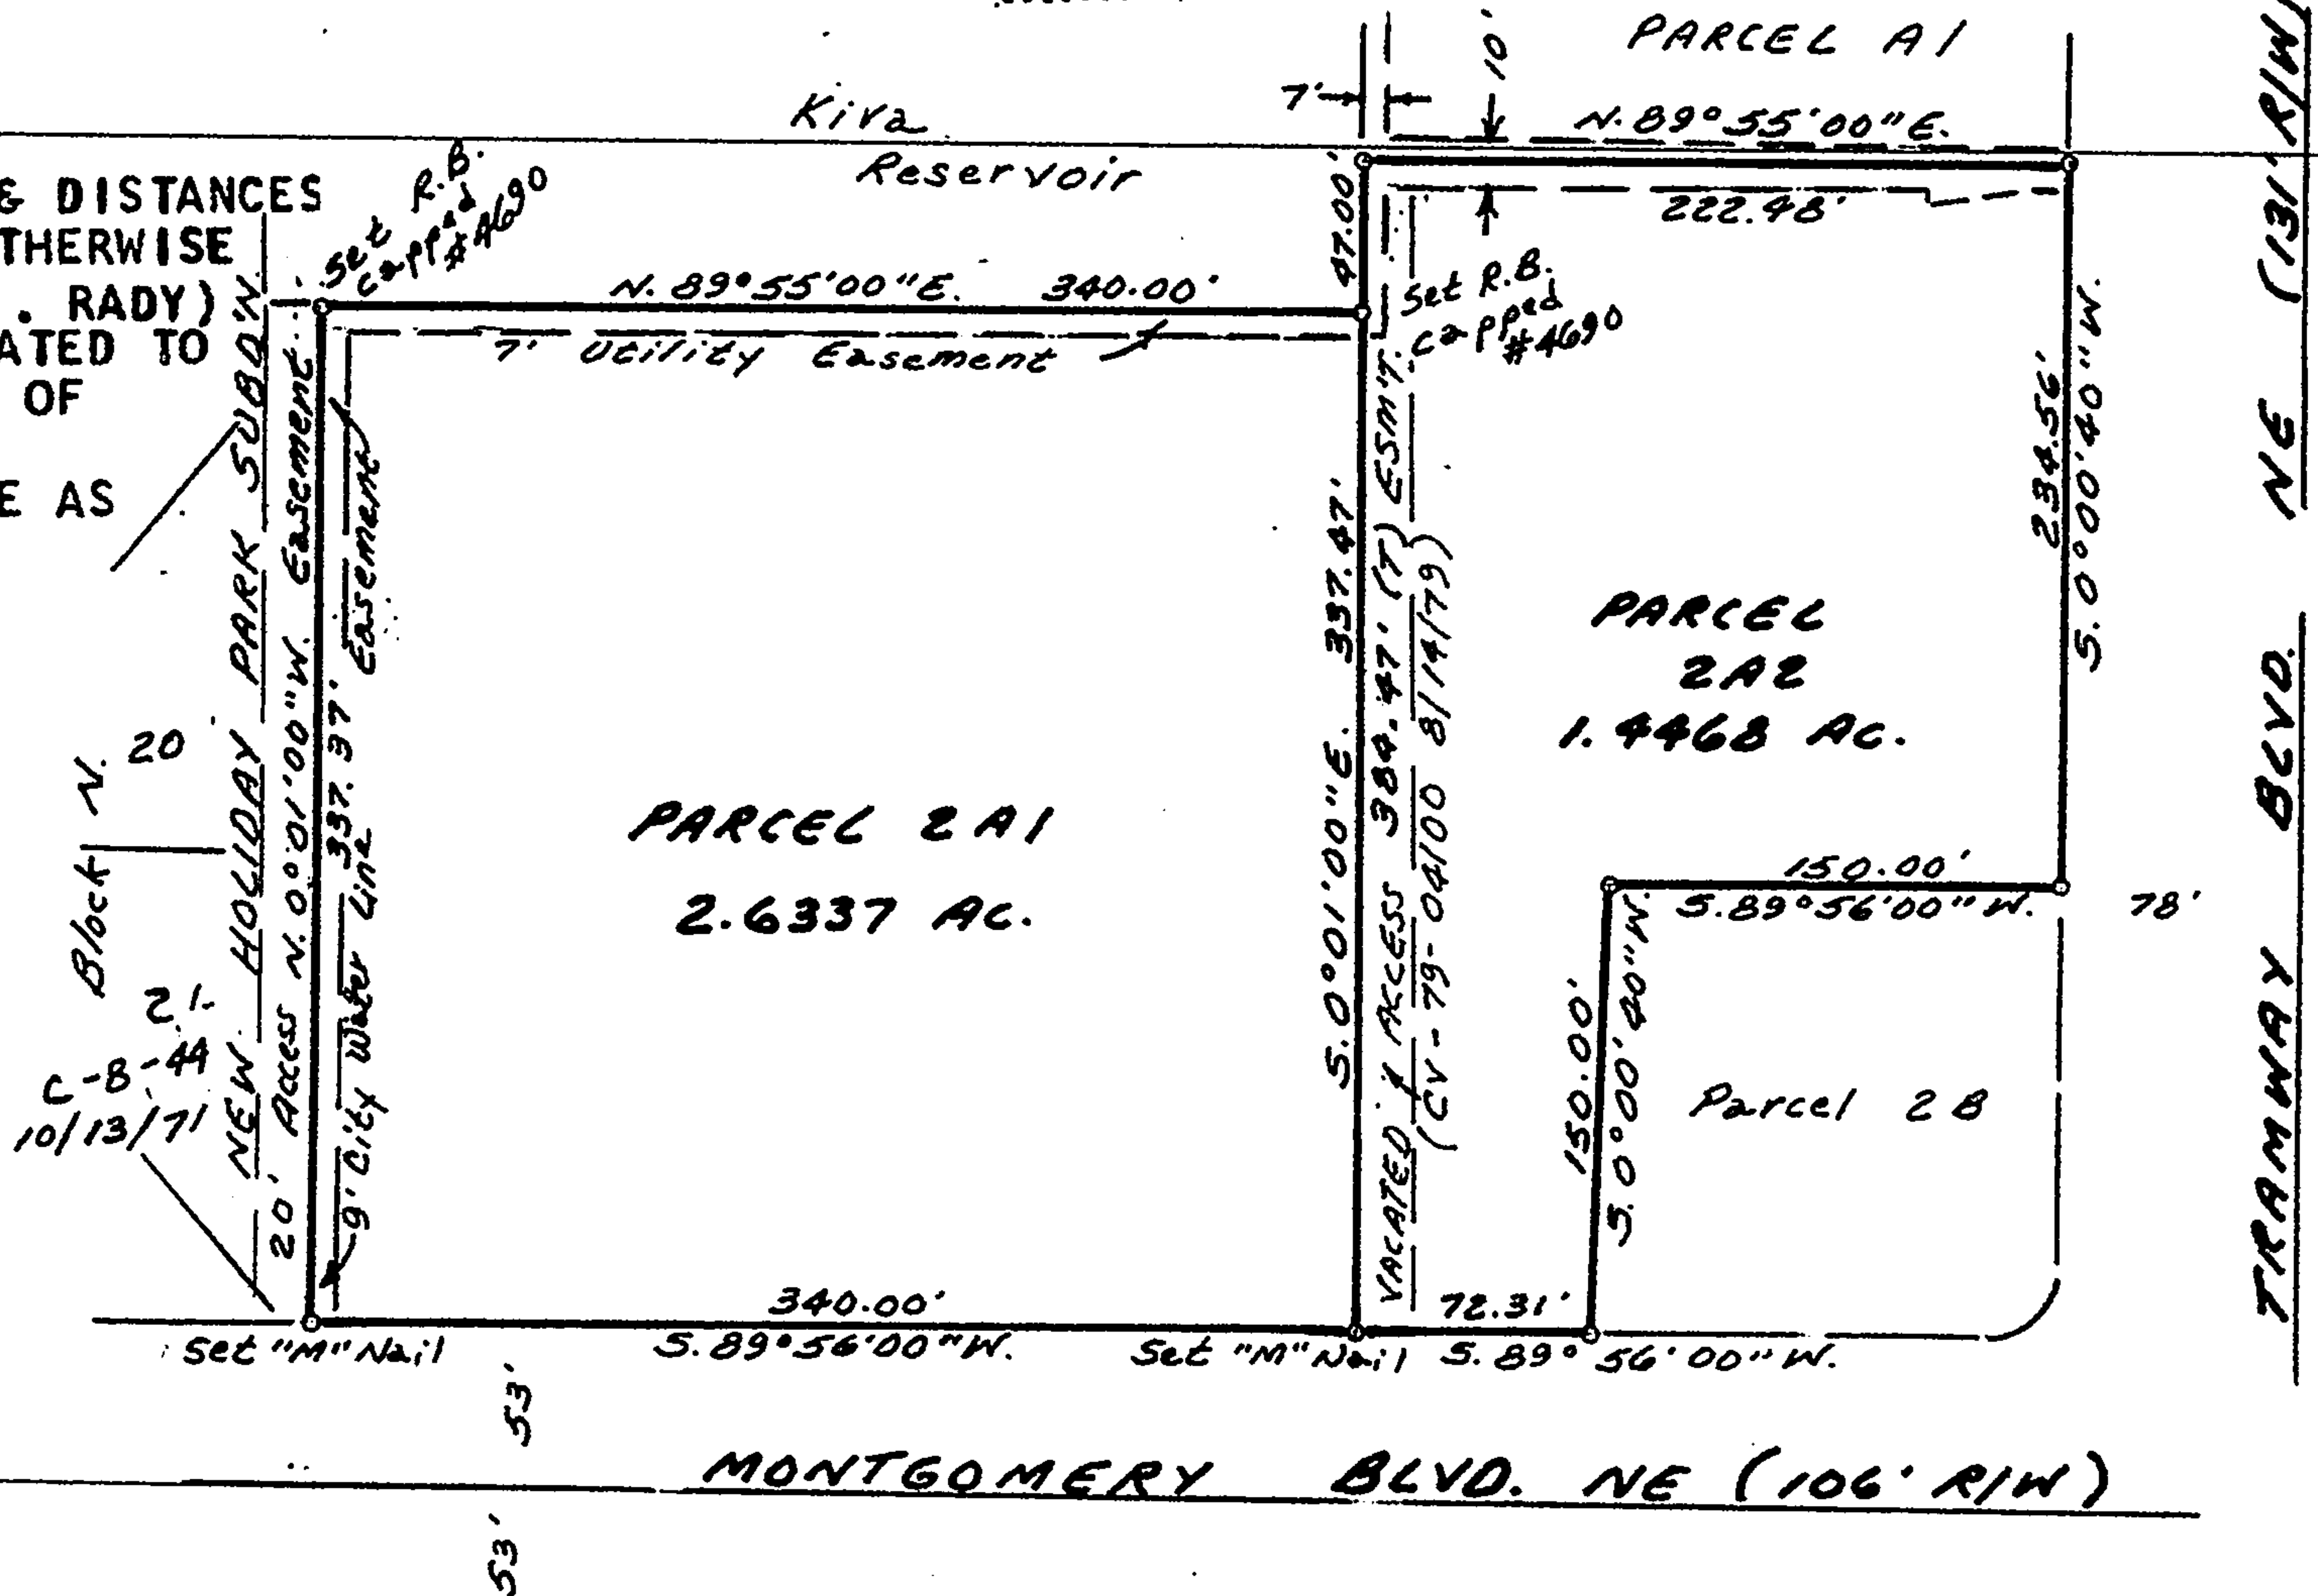 PARCEL A1
10'
7'
N. 89°55'00"E.
Kiva
Reservoir
222.48'
47.00'
& DISTANCES
THERWISE
. RADY)
ATED TO
OF
E AS
Set R.B.
Capped
#4690
N. 89°55'00"E. 340.00'
7' Utility Easement
Set R.B.
Capped
#4690
NEW HOLIDAY PARK SUBD'N.
20' Access Easement
N. 0°01'00"W.
337.37'
9' City Water Line Easement
Block N.
20
21
C-8-44
10/13/71
PARCEL 2A1
2.6337 Ac.
S. 0°01'00"E. 337.47'
384.47' (T)
VACATED ACCESS ESM'T.
(CV-79-04100 8/14/79)
PARCEL
2A2
1.4468 Ac.
234.56'
S. 0°00'40"W.
150.00'
S. 89°56'00"W.
78'
150.00'
S. 0°00'40"W.
Parcel 2B
340.00'
S. 89°56'00"W.
72.31'
S. 89°56'00"W.
Set "M" Nail
Set "M" Nail
53'
MONTGOMERY BLVD. NE (106' R/W)
53'
TRAMWAY BLVD. NE (131' R/W)